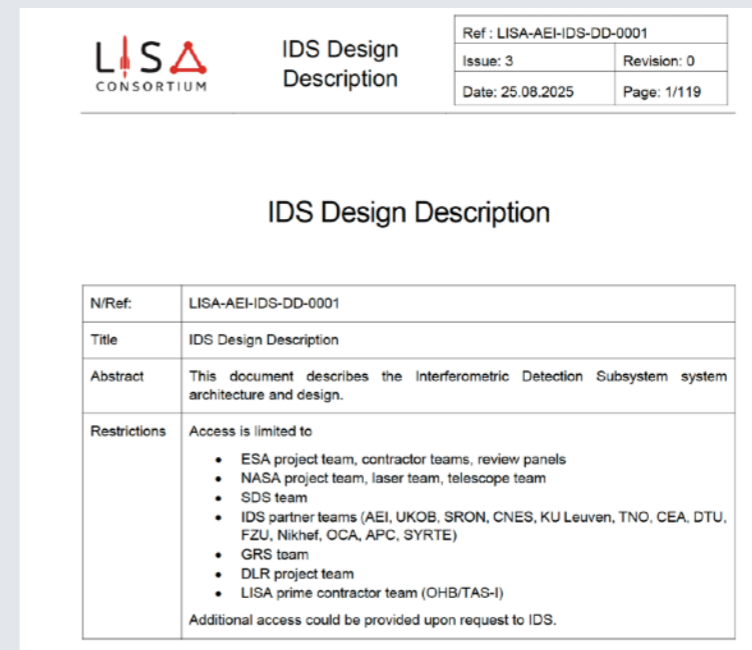 LISA
CONSORTIUM
IDS Design
Description
Ref : LISA-AEI-IDS-DD-0001
Issue: 3
Revision: 0
Date: 25.08.2025
Page: 1/119
IDS Design Description
N/Ref:
LISA-AEI-IDS-DD-0001
Title
IDS Design Description
Abstract
This document describes the Interferometric Detection Subsystem system
architecture and design.
Restrictions
Access is limited to
• ESA project team, contractor teams, review panels
• NASA project team, laser team, telescope team
• SDS team
• IDS partner teams (AEI, UKOB, SRON, CNES, KU Leuven, TNO, CEA, DTU,
FZU, Nikhef, OCA, APC, SYRTE)
• GRS team
• DLR project team
• LISA prime contractor team (OHB/TAS-I)
Additional access could be provided upon request to IDS.